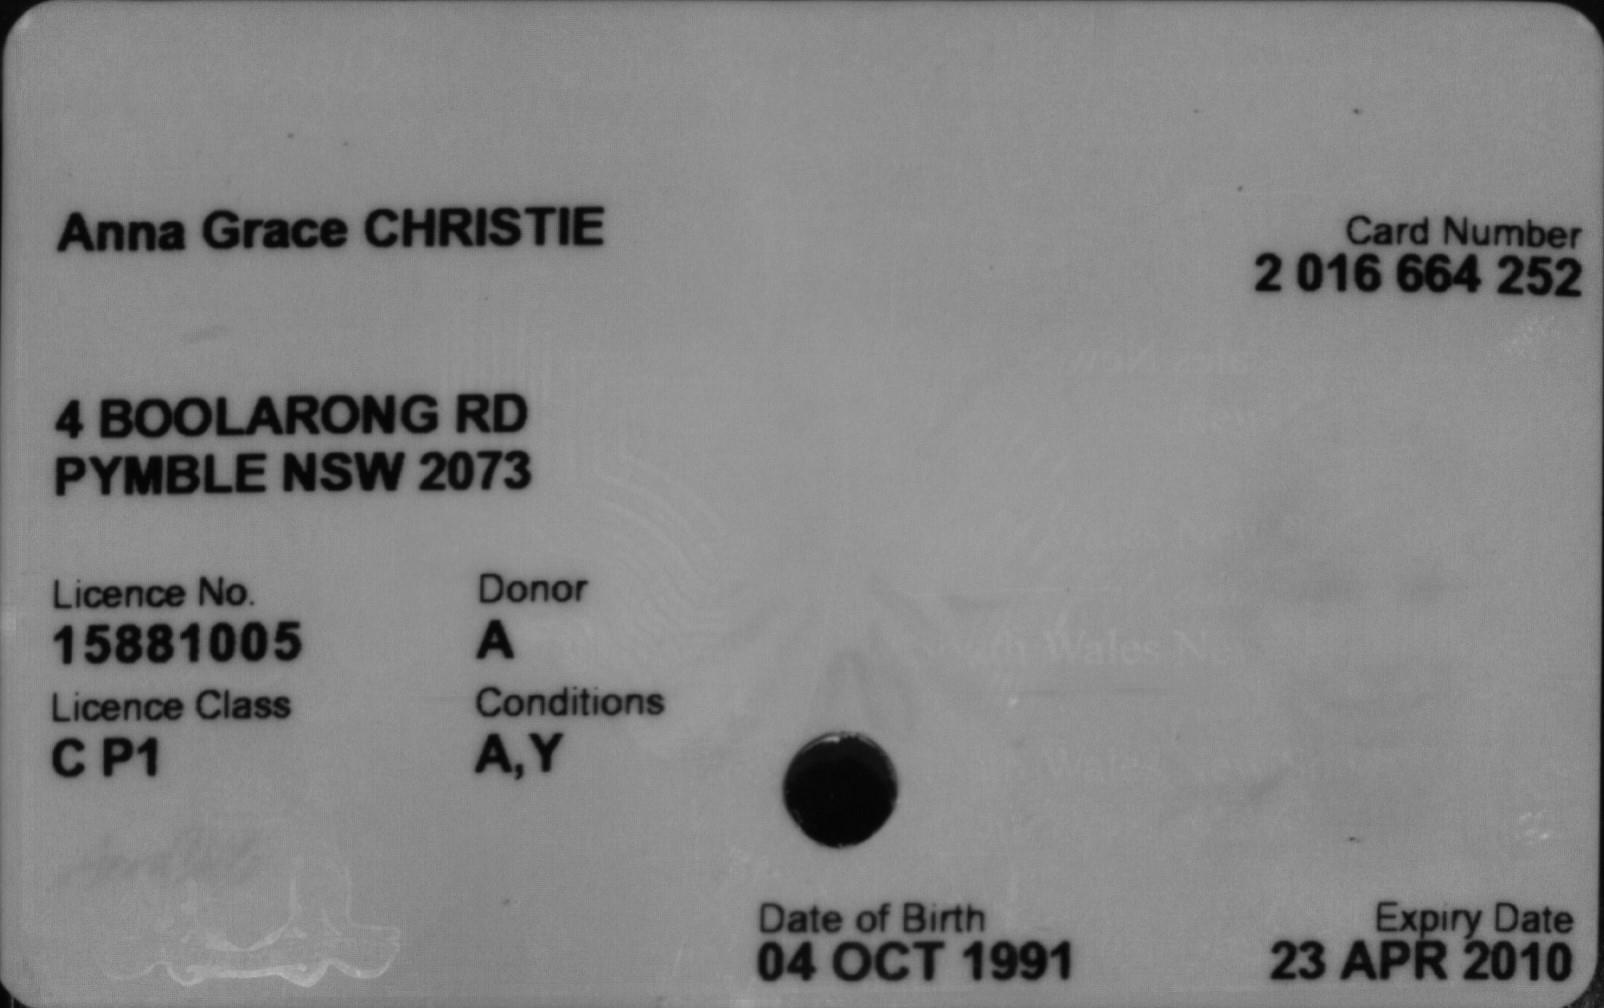 Anna Grace CHRISTIE
Card Number
2 016 664 252
4 BOOLARONG RD
PYMBLE NSW 2073
Licence No.
15881005
Donor
A
Licence Class
C P1
Conditions
A,Y
Date of Birth
04 OCT 1991
Expiry Date
23 APR 2010